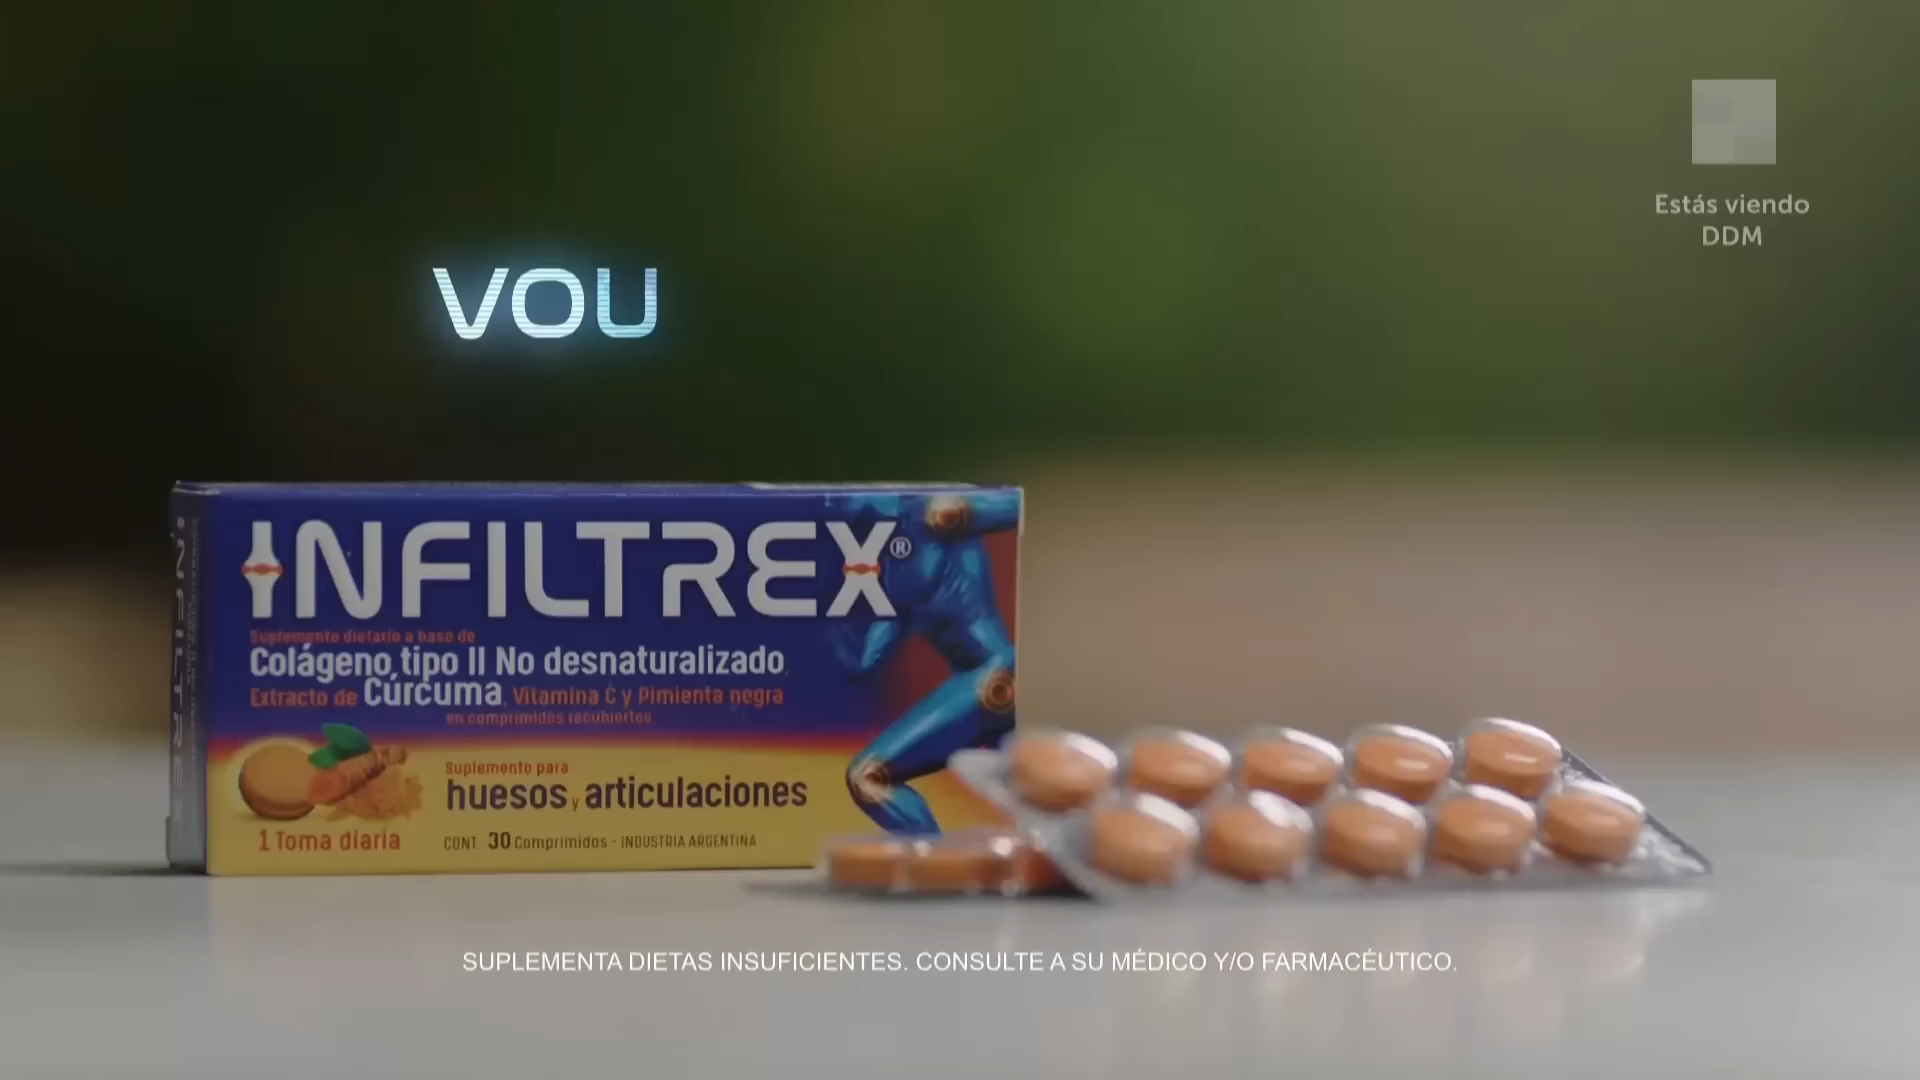 Estás viendo
DDM
VOU
INFILTREX®
Suplemento dietario a base de
Colágeno tipo II No desnaturalizado,
Extracto de Cúrcuma, Vitamina C y Pimienta negra
en comprimidos recubiertos
Suplemento para
huesos y articulaciones
1 Toma diaria
CONT. 30 Comprimidos - INDUSTRIA ARGENTINA
INFILTREX
SUPLEMENTA DIETAS INSUFICIENTES. CONSULTE A SU MÉDICO Y/O FARMACÉUTICO.